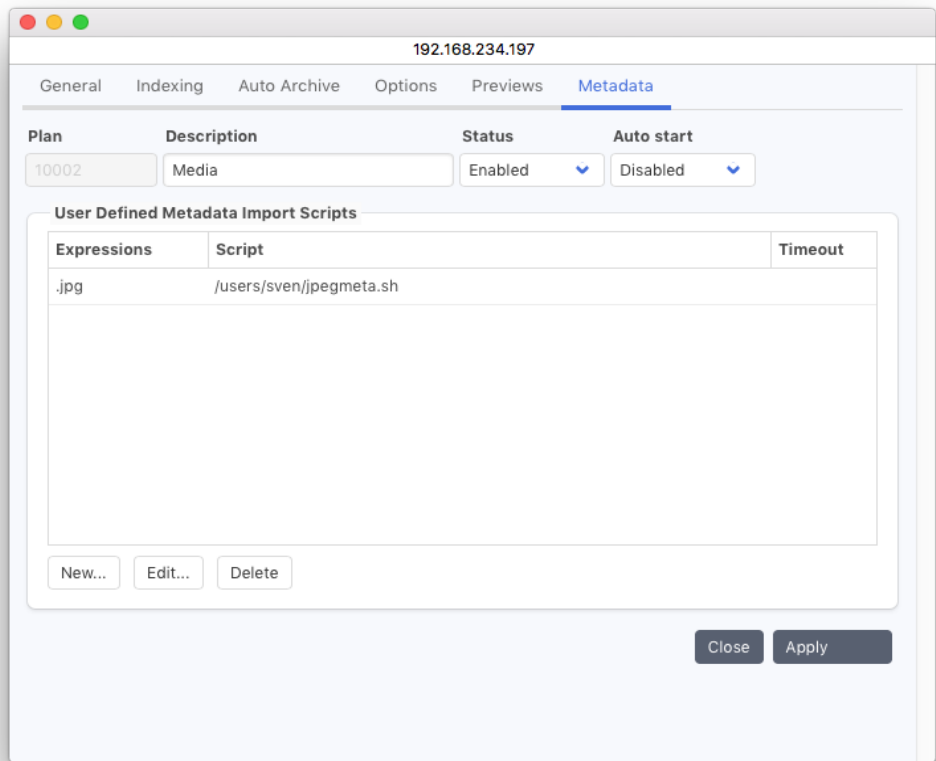 192.168.234.197
General Indexing Auto Archive Options Previews Metadata
Plan Description Status Auto start
10002 Media Enabled Disabled
User Defined Metadata Import Scripts
Expressions Script Timeout
.jpg /users/sven/jpegmeta.sh
New... Edit... Delete
Close Apply